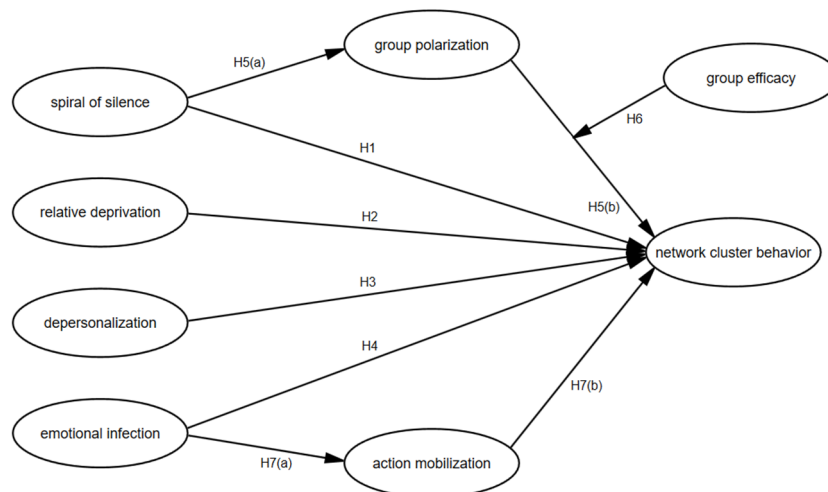 group polarization
H5(a)
group efficacy
spiral of silence
H6
H1
H5(b)
relative deprivation
H2
network cluster behavior
H3
depersonalization
H4
H7(b)
emotional infection
H7(a)
action mobilization